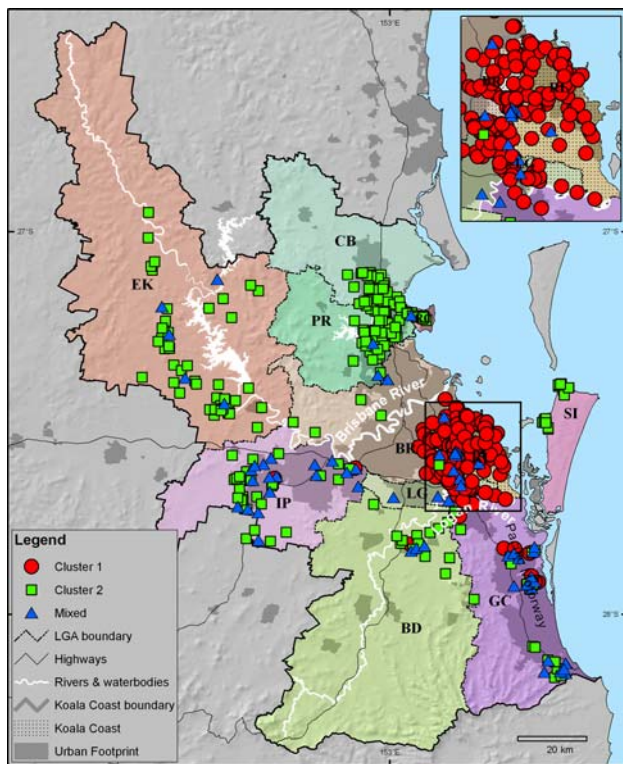 153°E
27°S
CB
EK
PR
Brisbane River
SI
BR
LG
IP
BD
GC
28°S
153°E
20 km
Legend
Cluster 1
Cluster 2
Mixed
LGA boundary
Highways
Rivers & waterbodies
Koala Coast boundary
Koala Coast
Urban Footprint